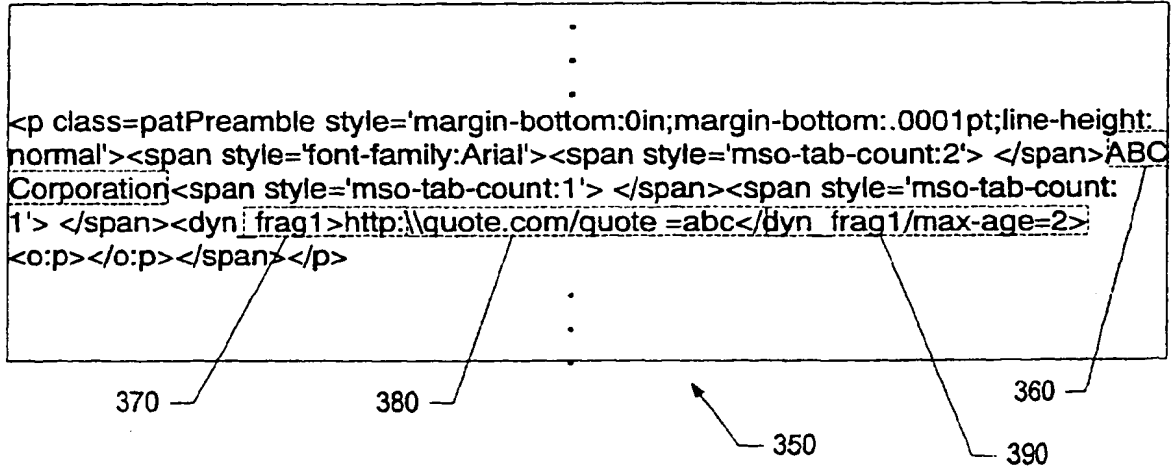 <p class=patPreamble style='margin-bottom:0in;margin-bottom:.0001pt;line-height:
normal'><span style='font-family:Arial'><span style='mso-tab-count:2'> </span>ABC
Corporation<span style='mso-tab-count:1'> </span><span style='mso-tab-count:
1'> </span><dyn_frag1>http:\\quote.com/quote =abc</dyn_frag1/max-age=2>
<o:p></o:p></span></p>
370
380
350
390
360